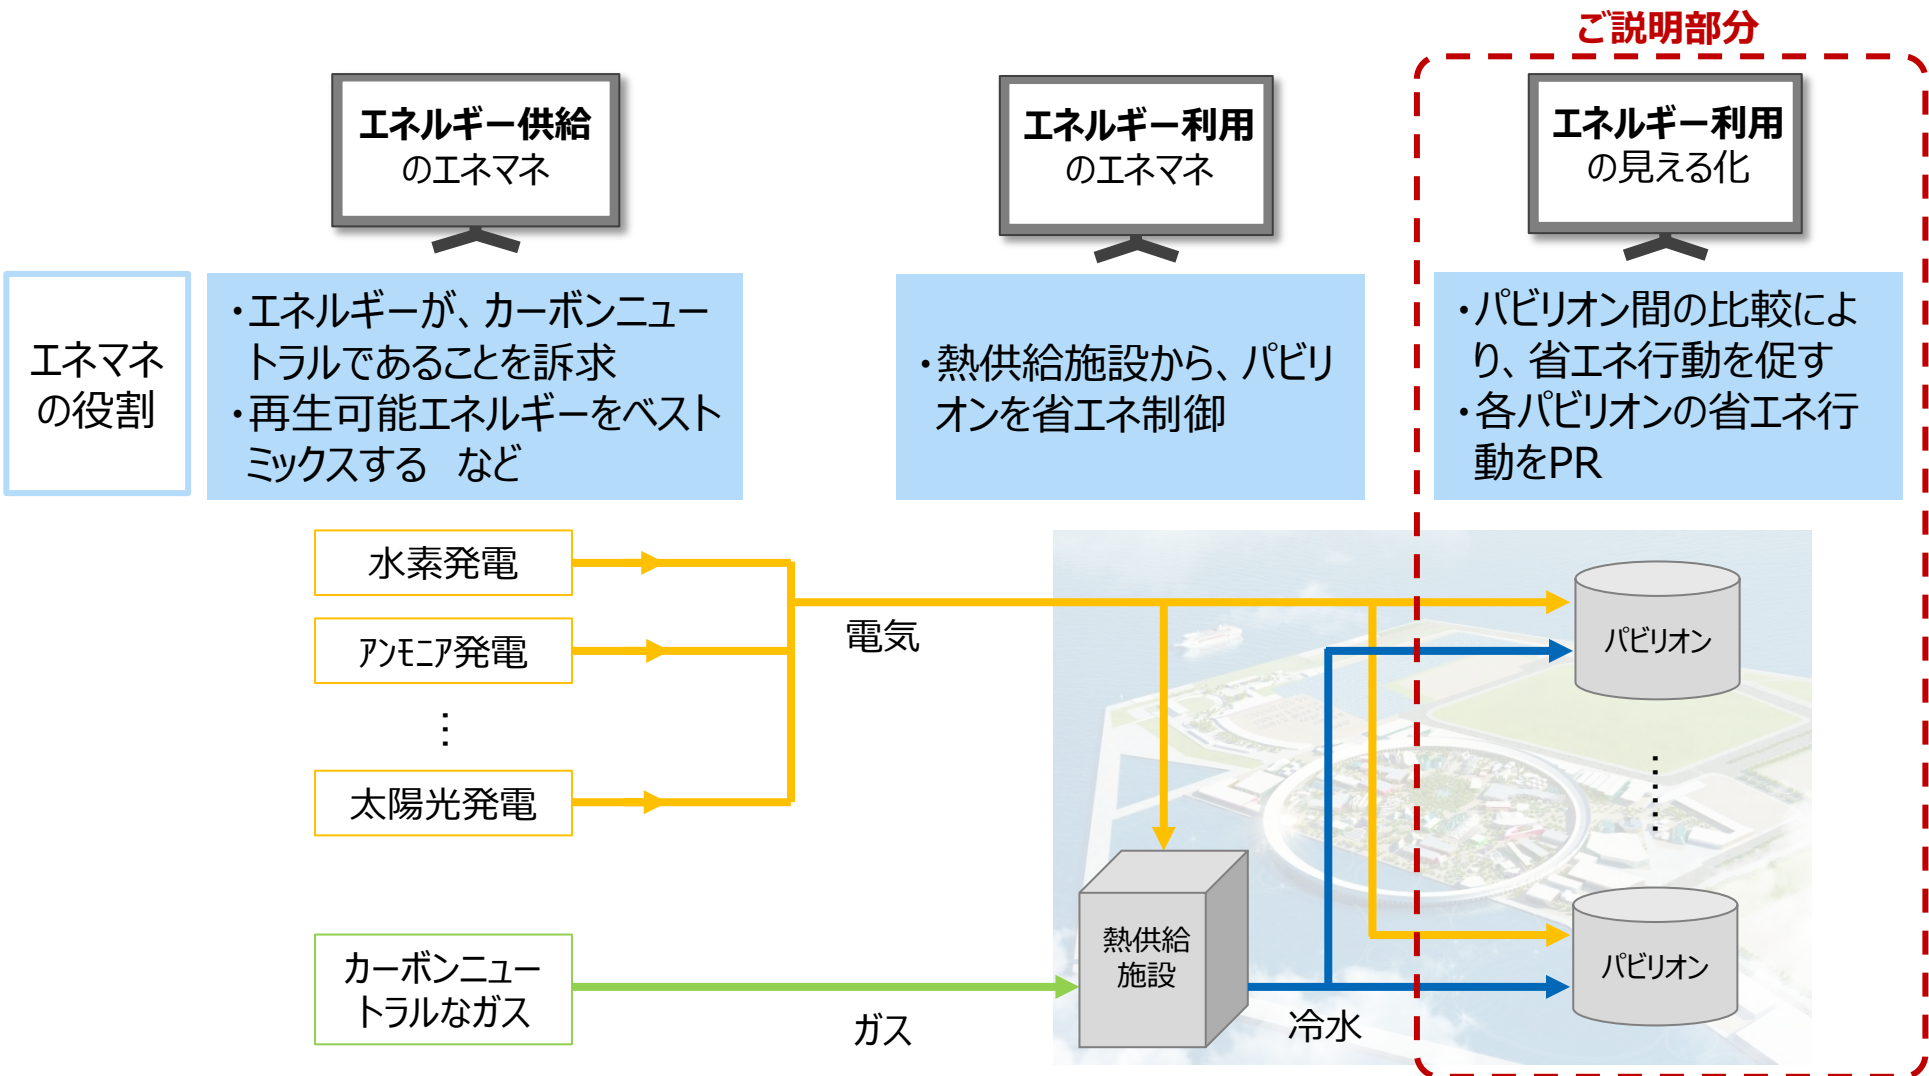 ご説明部分
エネルギー供給
のエネマネ
エネルギー利用
のエネマネ
エネルギー利用
の見える化
エネマネ
の役割
・エネルギーが、カーボンニュー
トラルであることを訴求
・再生可能エネルギーをベスト
ミックスする　など
・熱供給施設から、パビリ
オンを省エネ制御
・パビリオン間の比較によ
り、省エネ行動を促す
・各パビリオンの省エネ行
動をPR
水素発電
アンモニア発電
…
太陽光発電
電気
パビリオン
……
熱供給
施設
パビリオン
カーボンニュー
トラルなガス
ガス
冷水